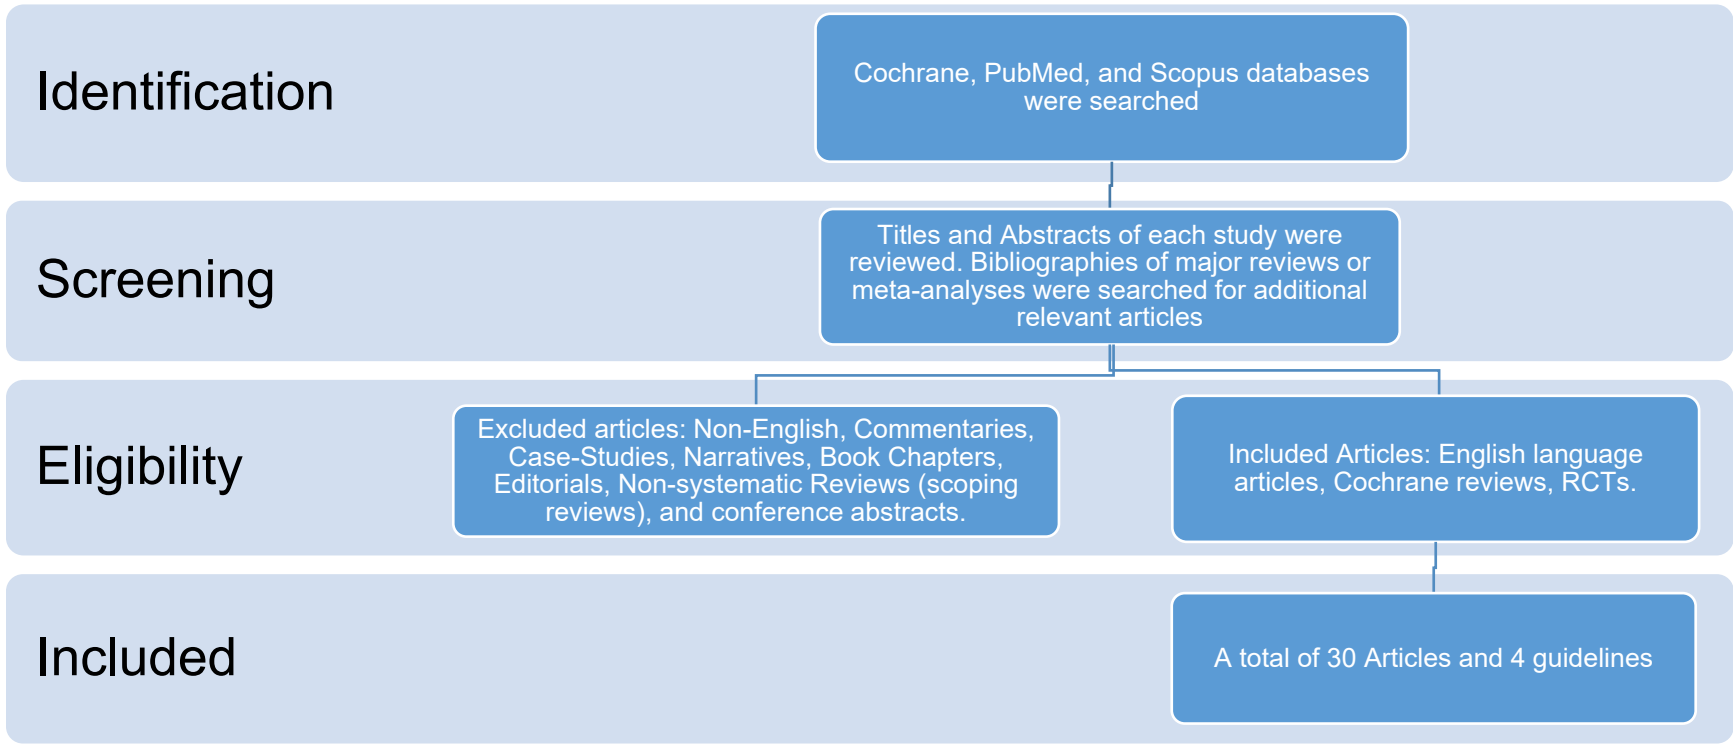 Identification
Cochrane, PubMed, and Scopus databases
were searched
Screening
Titles and Abstracts of each study were
reviewed. Bibliographies of major reviews or
meta-analyses were searched for additional
relevant articles
Eligibility
Excluded articles: Non-English, Commentaries,
Case-Studies, Narratives, Book Chapters,
Editorials, Non-systematic Reviews (scoping
reviews), and conference abstracts.
Included Articles: English language
articles, Cochrane reviews, RCTs.
Included
A total of 30 Articles and 4 guidelines